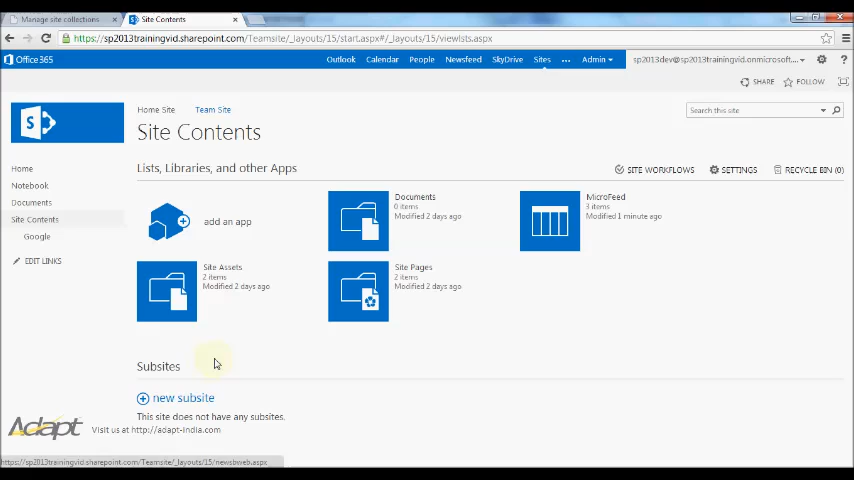 Manage site collections
Site Contents
https://sp2013trainingvid.sharepoint.com/Teamsite/_layouts/15/start.aspx#/_layouts/15/viewlsts.aspx
Office 365
Outlook Calendar People Newsfeed SkyDrive Sites ... Admin
sp2013dev@sp2013trainingvid.onmicrosoft....
?
SHARE FOLLOW
Home Site Team Site
Search this site
Site Contents
Lists, Libraries, and other Apps
SITE WORKFLOWS SETTINGS RECYCLE BIN (0)
Home
Notebook
Documents
Site Contents
Google
EDIT LINKS
add an app
Documents
0 items
Modified 2 days ago
MicroFeed
3 items
Modified 1 minute ago
Site Assets
2 items
Modified 2 days ago
Site Pages
2 items
Modified 2 days ago
Subsites
new subsite
This site does not have any subsites.
Adapt
Visit us at http://adapt-india.com
https://sp2013trainingvid.sharepoint.com/Teamsite/_layouts/15/newsbweb.aspx